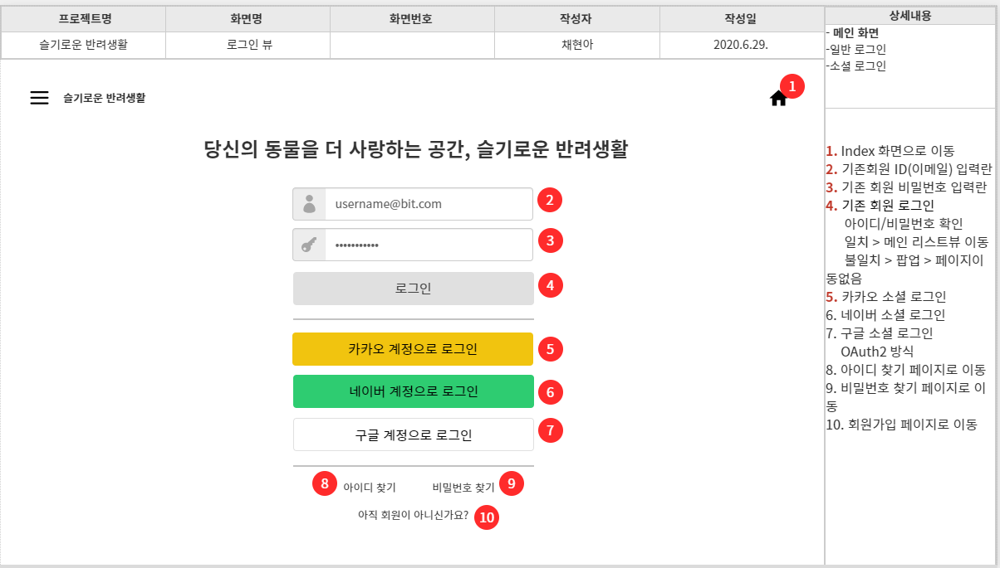 프로젝트명 화면명 화면번호 작성자 작성일
슬기로운 반려생활 로그인 뷰 채현아 2020.6.29.
슬기로운 반려생활 1
당신의 동물을 더 사랑하는 공간, 슬기로운 반려생활
username@bit.com 2
••••••••••• 3
로그인 4
카카오 계정으로 로그인 5
네이버 계정으로 로그인 6
구글 계정으로 로그인 7
8 아이디 찾기 비밀번호 찾기 9
아직 회원이 아니신가요? 10
상세내용
- 메인 화면
-일반 로그인
-소셜 로그인
1. Index 화면으로 이동
2. 기존회원 ID(이메일) 입력란
3. 기존 회원 비밀번호 입력란
4. 기존 회원 로그인
아이디/비밀번호 확인
일치 > 메인 리스트뷰 이동
불일치 > 팝업 > 페이지이
동없음
5. 카카오 소셜 로그인
6. 네이버 소셜 로그인
7. 구글 소셜 로그인
OAuth2 방식
8. 아이디 찾기 페이지로 이동
9. 비밀번호 찾기 페이지로 이
동
10. 회원가입 페이지로 이동